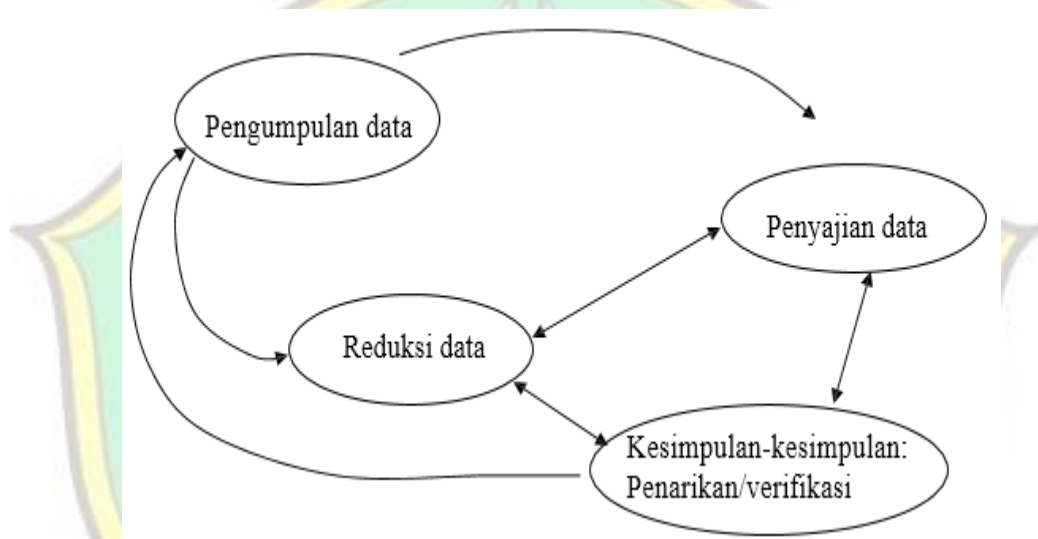 Pengumpulan data
Penyajian data
Reduksi data
Kesimpulan-kesimpulan:
Penarikan/verifikasi